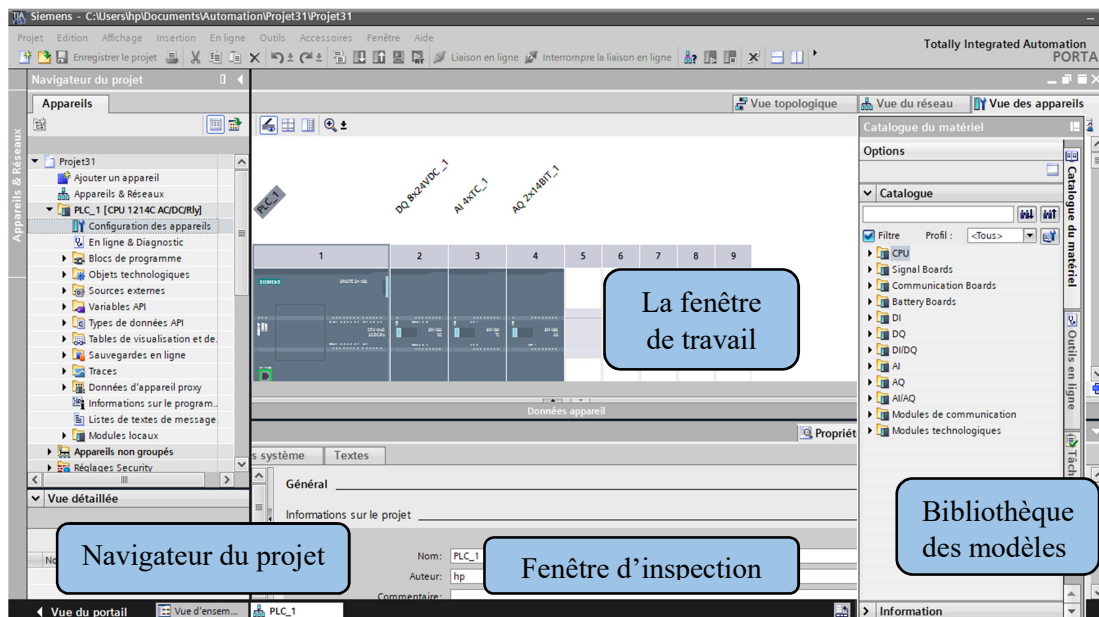 Siemens - C:\Users\hp\Documents\Automation\Projet31\Projet31
Projet Edition Affichage Insertion En ligne Outils Accessoires Fenêtre Aide
Enregistrer le projet
Liaison en ligne
Interrompre la liaison en ligne
Totally Integrated Automation
PORTA
Navigateur du projet
Appareils
Appareils & Réseaux
Projet31
Ajouter un appareil
Appareils & Réseaux
PLC_1 [CPU 1214C AC/DC/Rly]
Configuration des appareils
En ligne & Diagnostic
Blocs de programme
Objets technologiques
Sources externes
Variables API
Types de données API
Tables de visualisation et de.
Sauvegardes en ligne
Traces
Données d'appareil proxy
Informations sur le program..
Listes de textes de message
Modules locaux
Appareils non groupés
Réglages Security
Vue détaillée
No
Navigateur du projet
Vue topologique
Vue du réseau
Vue des appareils
PLC_1
DQ 8x24VDC_1
AI 4xTC_1
AQ 2x14BIT_1
1 2 3 4 5 6 7 8 9
SIEMENS
SIMATIC S7-1200
La fenêtre
de travail
Données appareil
Propriét
s système
Textes
Général
Informations sur le projet
Nom: PLC_1
Auteur: hp
Commentaire:
Fenêtre d’inspection
Catalogue du matériel
Options
Catalogue
Filtre Profil : <Tous>
CPU
Signal Boards
Communication Boards
Battery Boards
DI
DQ
DI/DQ
AI
AQ
AI/AQ
Modules de communication
Modules technologiques
Catalogue du matériel
Outils en ligne
Tâch
Bibliothèque
des modèles
Information
Vue du portail
Vue d'ensem...
PLC_1